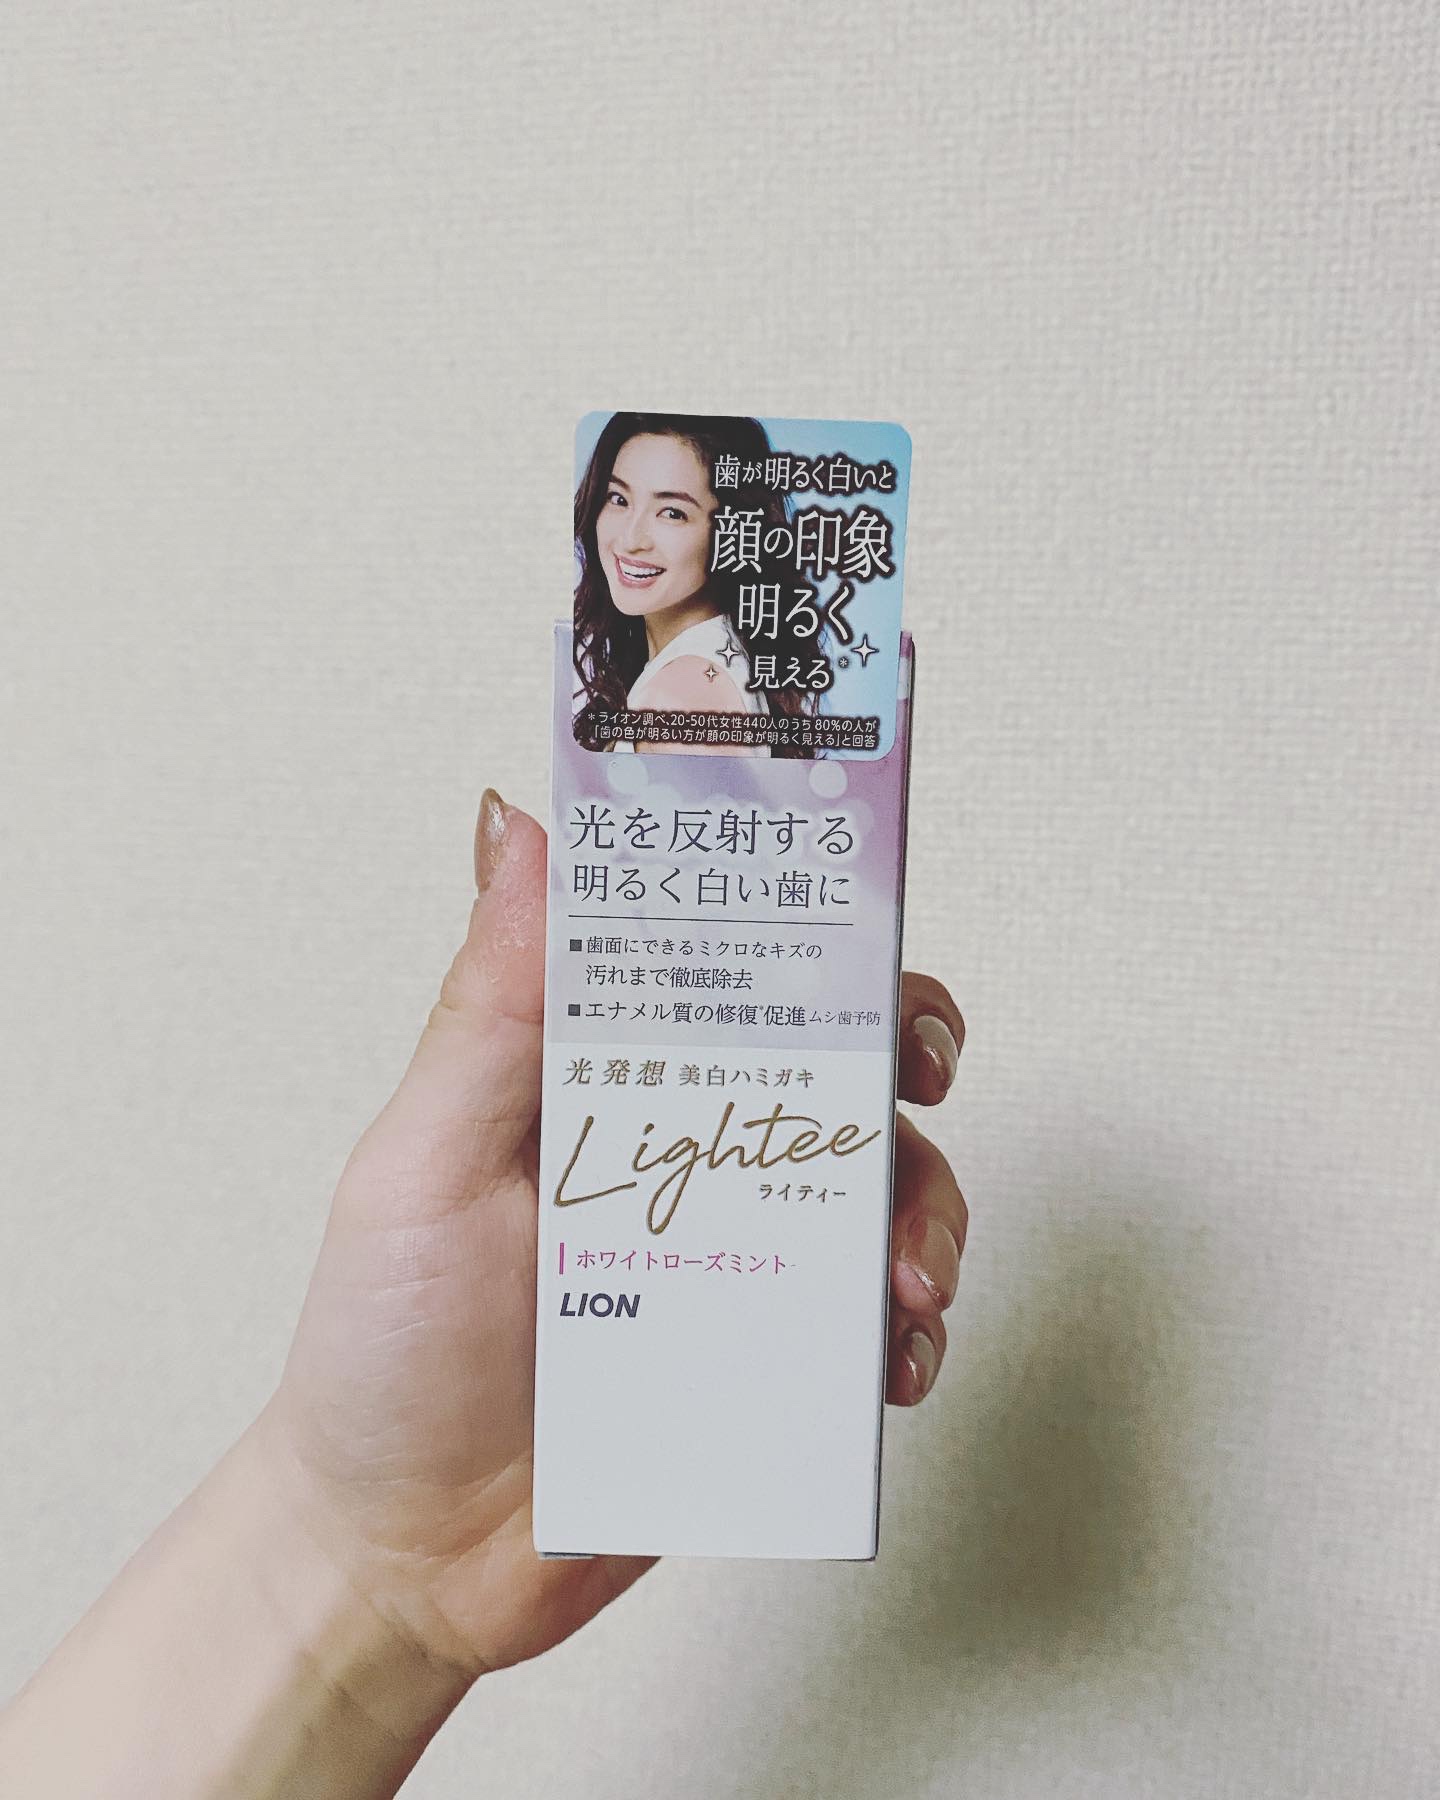 歯が明るく白いと
顔の印象
明るく
見える*
*ライオン調べ、20-50代女性440人のうち80%の人が
「歯の色が明るい方が顔の印象が明るく見える」と回答
光を反射する
明るく白い歯に
■歯面にできるミクロなキズの
汚れまで徹底除去
■エナメル質の修復*促進 ムシ歯予防
光発想 美白ハミガキ
Lightee
ライティー
ホワイトローズミント
LION